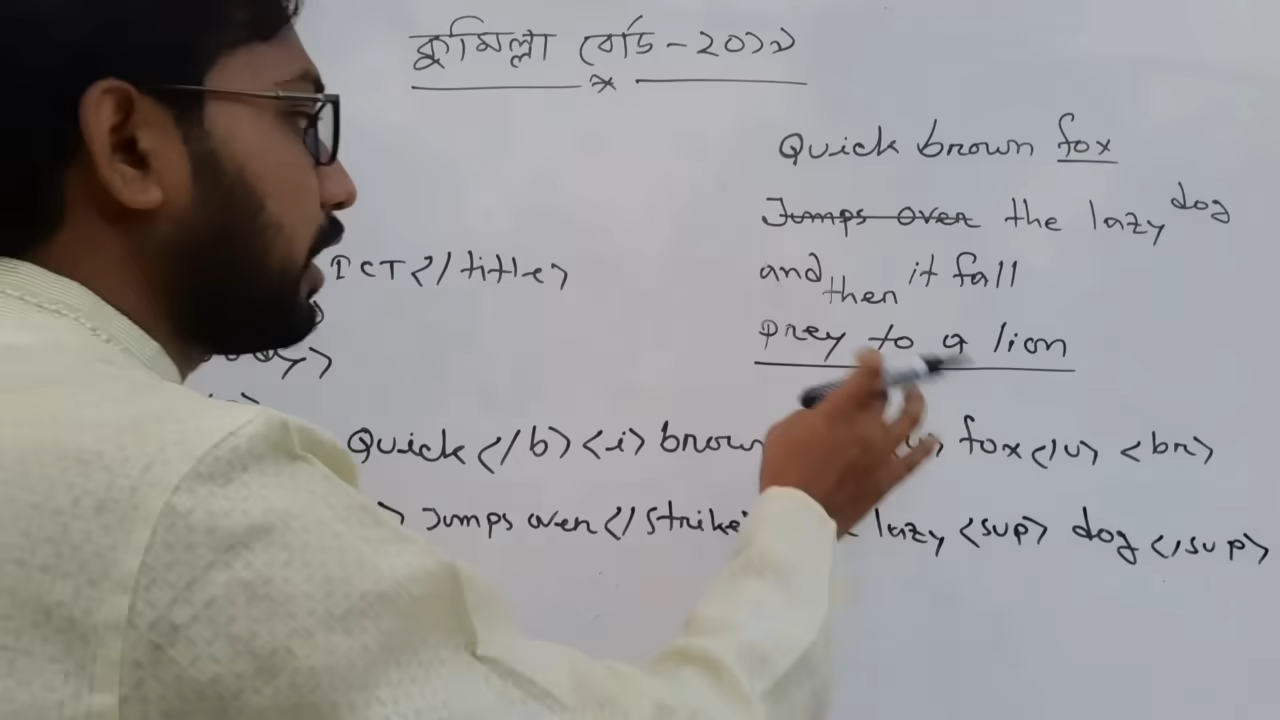 কুমিল্লা বোর্ড - ২০১৯
Quick brown fox
Jumps over the lazy dog
and then it fall
prey to a lion
ICT</title>
Quick</b><i> brown fox</u> <br>
> Jumps over</strike lazy <sup> dog </sup>